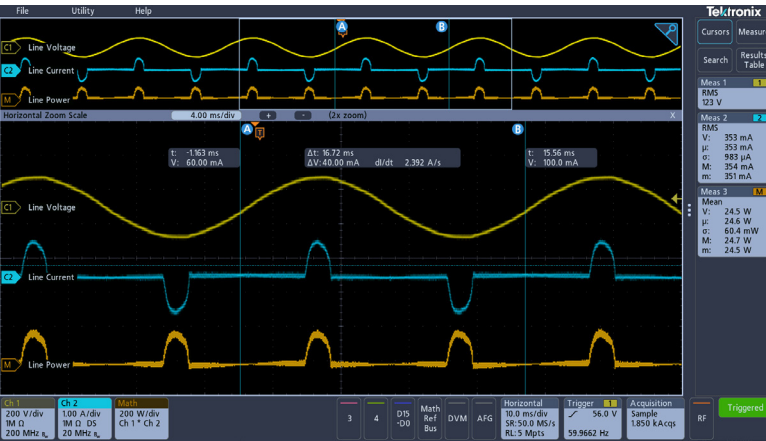 File Utility Help
Tektronix
A B
C1 Line Voltage
C2 Line Current
M Line Power
Horizontal Zoom Scale 4.00 ms/div + - (2x zoom) X
A T B
t: -1.163 ms
V: 60.00 mA
Δt: 16.72 ms
ΔV: 40.00 mA dI/dt 2.392 A/s
t: 15.56 ms
V: 100.0 mA
C1 Line Voltage
C2 Line Current
M Line Power
Cursors Measure
Search Results Table
Meas 1 1
RMS
123 V
Meas 2 2
RMS
V: 353 mA
μ: 353 mA
σ: 983 μA
M: 354 mA
m: 351 mA
Meas 3 M
Mean
V: 24.5 W
μ: 24.6 W
σ: 60.4 mW
M: 24.7 W
m: 24.5 W
Ch 1
200 V/div
1M Ω
200 MHz
Ch 2
1.00 A/div
1M Ω DS
20 MHz
Math
200 W/div
Ch 1 * Ch 2
3
4
D15
-D0
Math
Ref
Bus
DVM
AFG
Horizontal
10.0 ms/div
SR: 50.0 MS/s
RL: 5 Mpts
Trigger 1
56.0 V
59.9662 Hz
Acquisition
Sample
1.850 kAcqs
RF
Triggered